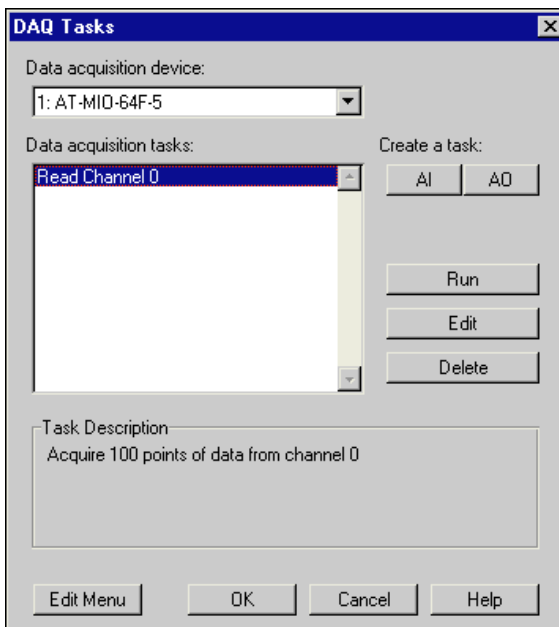 DAQ Tasks
Data acquisition device:
1: AT-MIO-64F-5
Data acquisition tasks:
Create a task:
Read Channel 0
AI
AO
Run
Edit
Delete
Task Description
Acquire 100 points of data from channel 0
Edit Menu
OK
Cancel
Help